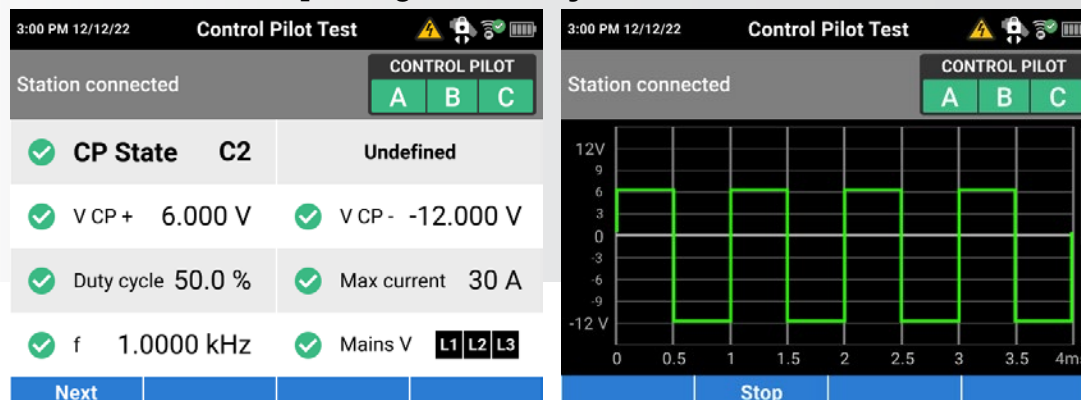 3:00 PM 12/12/22 Control Pilot Test
Station connected
CONTROL PILOT
A B C
CP State C2 Undefined
V CP + 6.000 V V CP - -12.000 V
Duty cycle 50.0 % Max current 30 A
f 1.0000 kHz Mains V L1 L2 L3
Next
3:00 PM 12/12/22 Control Pilot Test
Station connected
CONTROL PILOT
A B C
12V
9
6
3
0
-3
-6
-9
-12 V
0 0.5 1 1.5 2 2.5 3 3.5 4ms
Stop